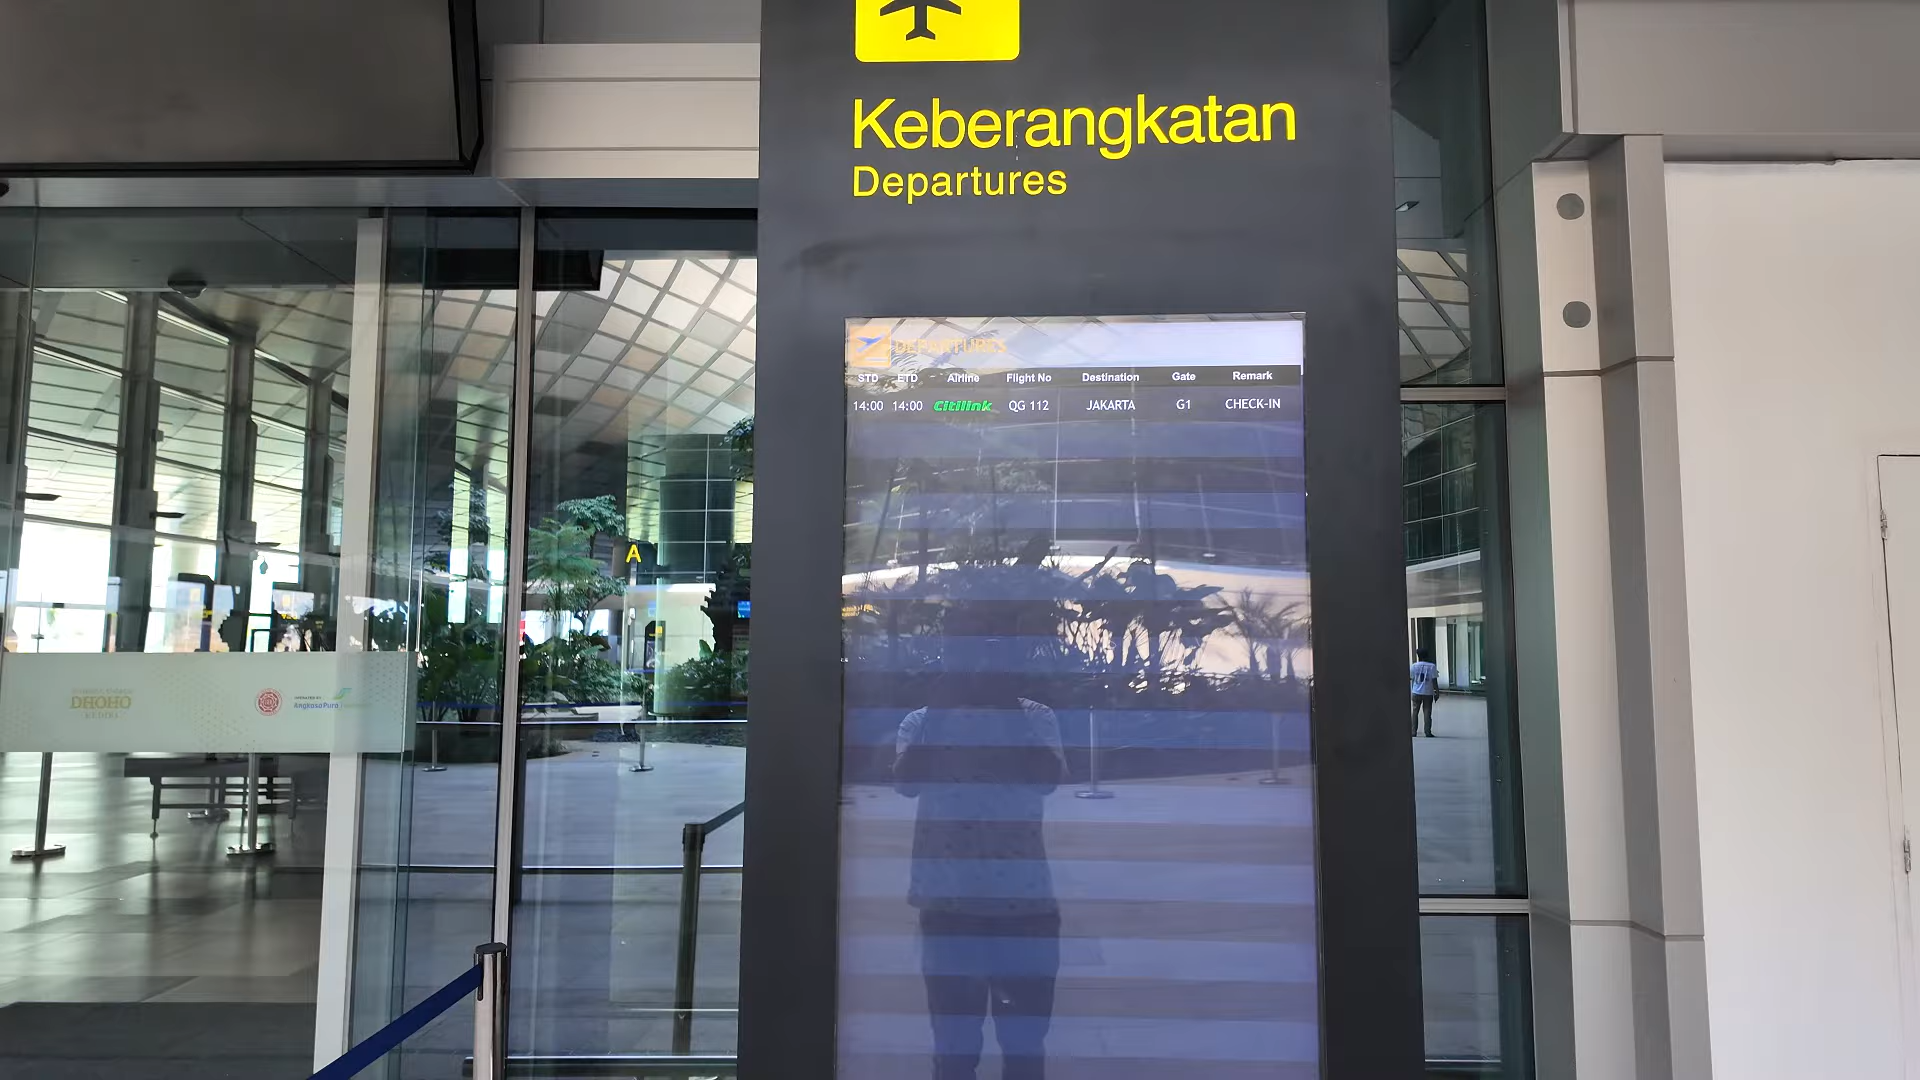 Keberangkatan
Departures
DEPARTURES
STD ETD Airline Flight No Destination Gate Remark
14:00 14:00 Citilink QG 112 JAKARTA G1 CHECK-IN
A
DHOHO
KEDIRI
AngkasaPura